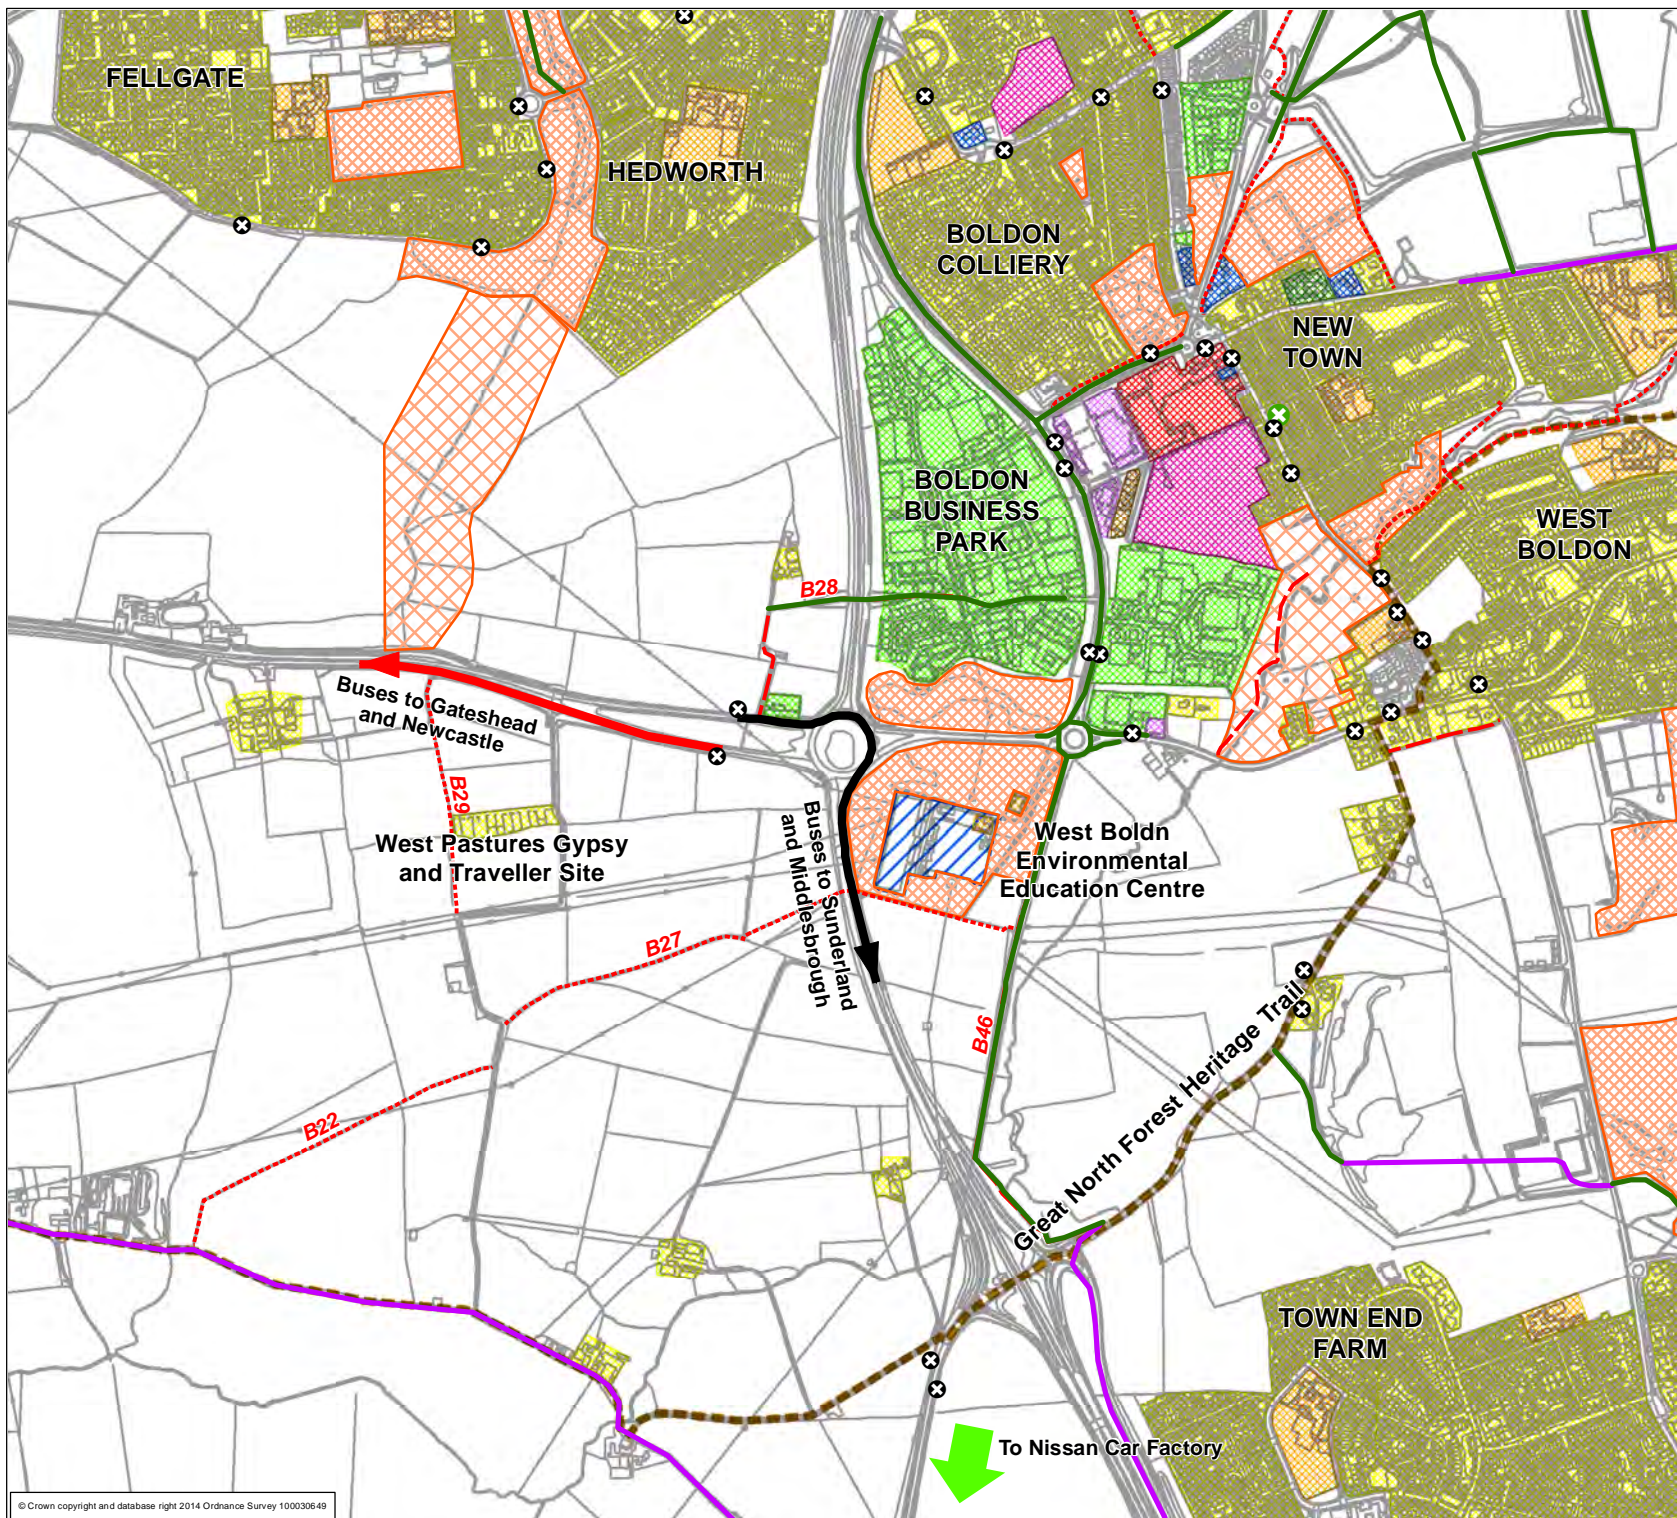 FELLGATE
HEDWORTH
BOLDON
COLLIERY
NEW
TOWN
BOLDON
BUSINESS
PARK
WEST
BOLDON
B28
Buses to Gateshead
and Newcastle
B29
West Pastures Gypsy
and Traveller Site
Buses to Sunderland
and Middlesbrough
West Boldn
Environmental
Education Centre
B27
B46
B22
Great North Forest Heritage Trail
TOWN END
FARM
To Nissan Car Factory
© Crown copyright and database right 2014 Ordnance Survey 100030649